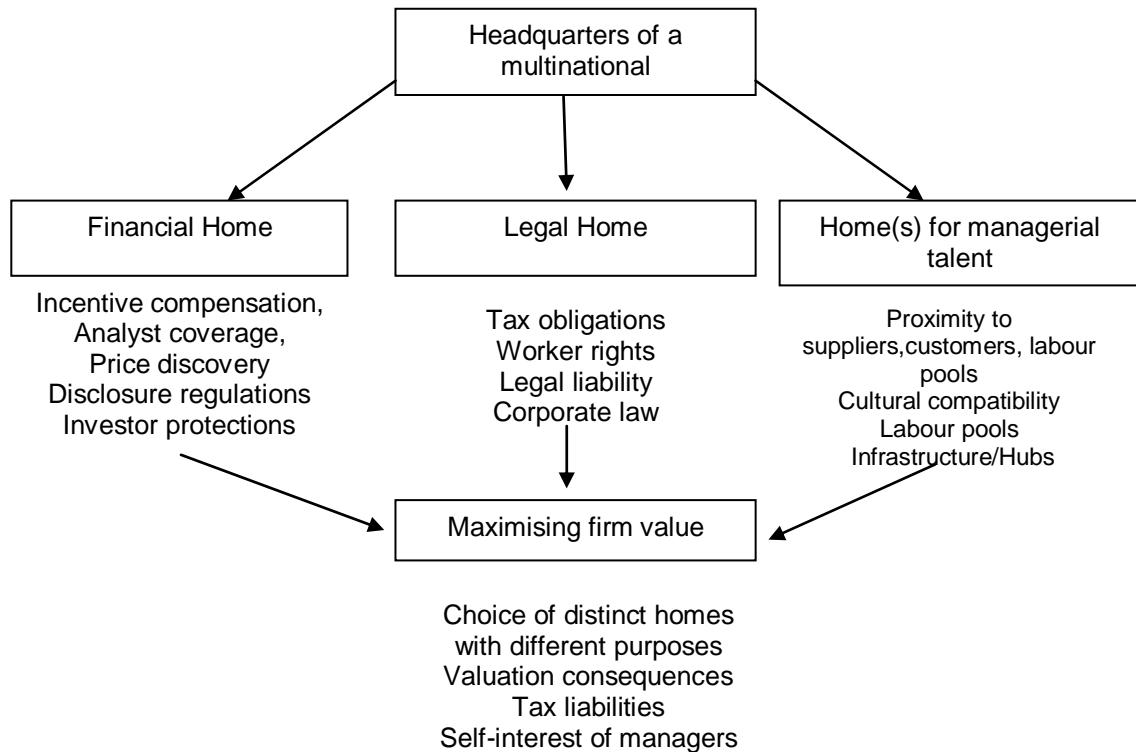 Headquarters of a
multinational
Financial Home
Legal Home
Home(s) for managerial
talent
Incentive compensation,
Analyst coverage,
Price discovery
Disclosure regulations
Investor protections
Tax obligations
Worker rights
Legal liability
Corporate law
Proximity to
suppliers,customers, labour
pools
Cultural compatibility
Labour pools
Infrastructure/Hubs
Maximising firm value
Choice of distinct homes
with different purposes
Valuation consequences
Tax liabilities
Self-interest of managers